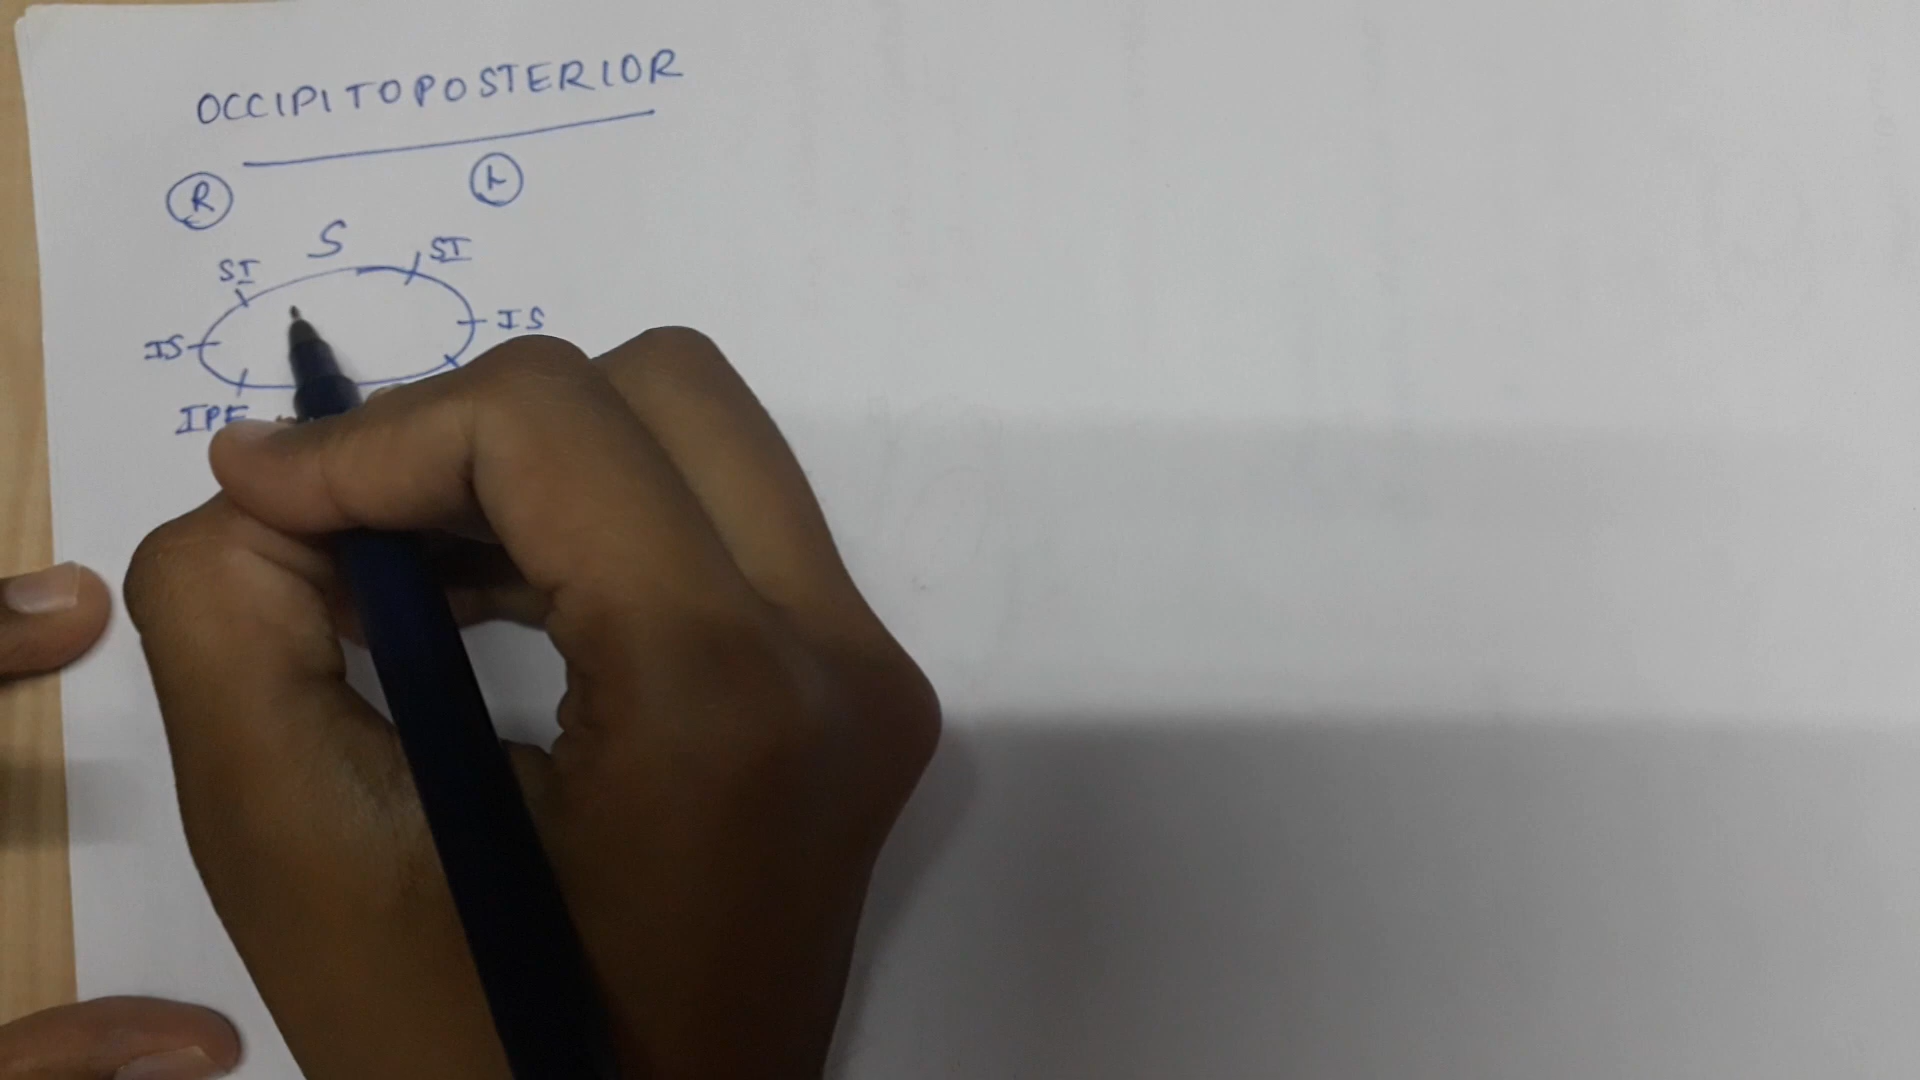 OCCIPITOPOSTERIOR
R L
S
SI SI
IS IS
IPE